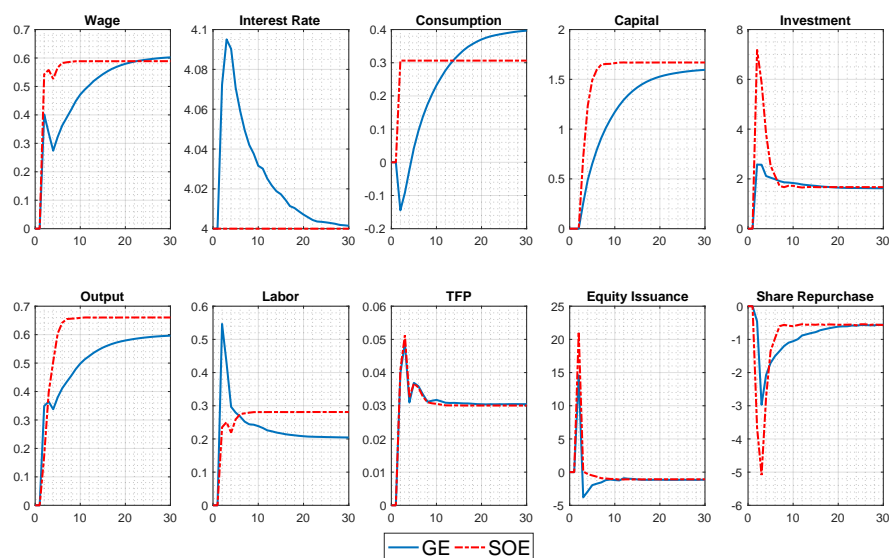 Wage Interest Rate Consumption Capital Investment
0.7 4.1 0.4 2 8
0.6 0.3
0.5 4.08 1.5 6
0.2
0.4 4.06
0.1 1 4
0.3 4.04
0
0.2 0.5 2
4.02
0.1 -0.1
0 4 -0.2 0 0
0 10 20 30 0 10 20 30 0 10 20 30 0 10 20 30 0 10 20 30
Output Labor TFP Equity Issuance Share Repurchase
0.7 0.6 0.06 25 0
0.6 0.5 0.05 20 -1
0.5 15
0.4 0.04 -2
0.4 10
0.3 0.03 -3
0.3 5
0.2 0.02 -4
0.2 0
0.1 0.1 0.01 -5
0 0 0 -5 -6
0 10 20 30 0 10 20 30 0 10 20 30 0 10 20 30 0 10 20 30
GE SOE